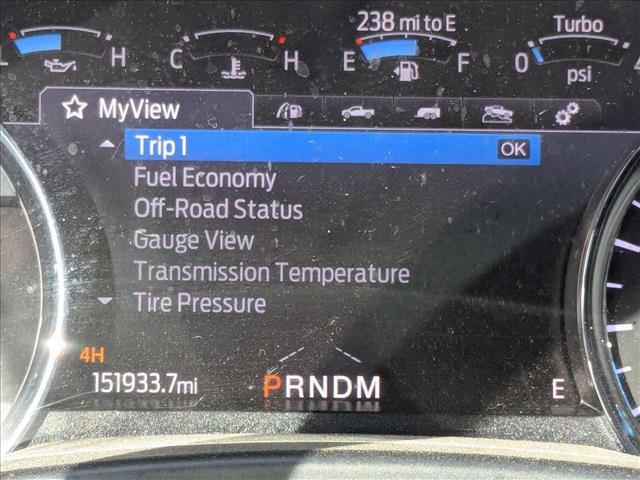 238 mi to E
Turbo
L H C H E F 0 4
psi
MyView
Trip 1 OK
Fuel Economy
Off-Road Status
Gauge View
Transmission Temperature
Tire Pressure
4H
151933.7mi PRNDM E